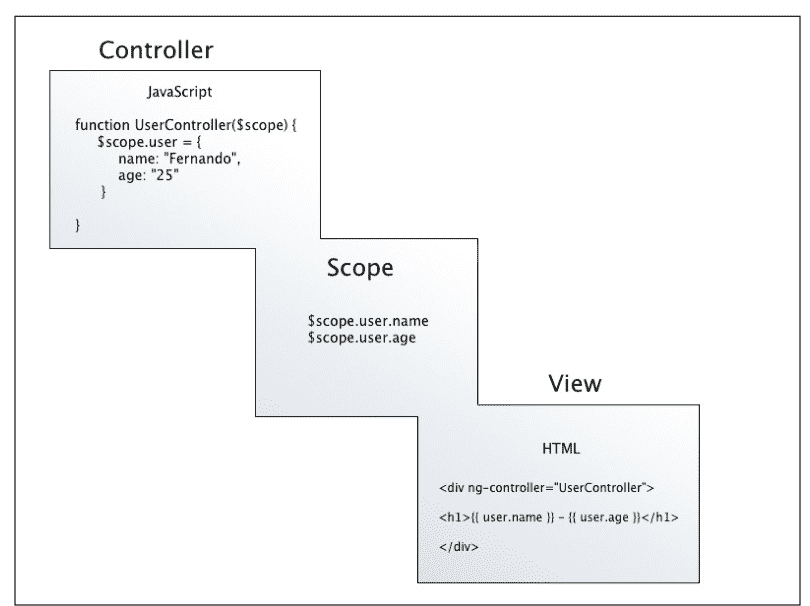 Controller
JavaScript
function UserController($scope) {
$scope.user = {
name: "Fernando",
age: "25"
}
}
Scope
$scope.user.name
$scope.user.age
View
HTML
<div ng-controller="UserController">
<h1>{{ user.name }} - {{ user.age }}</h1>
</div>